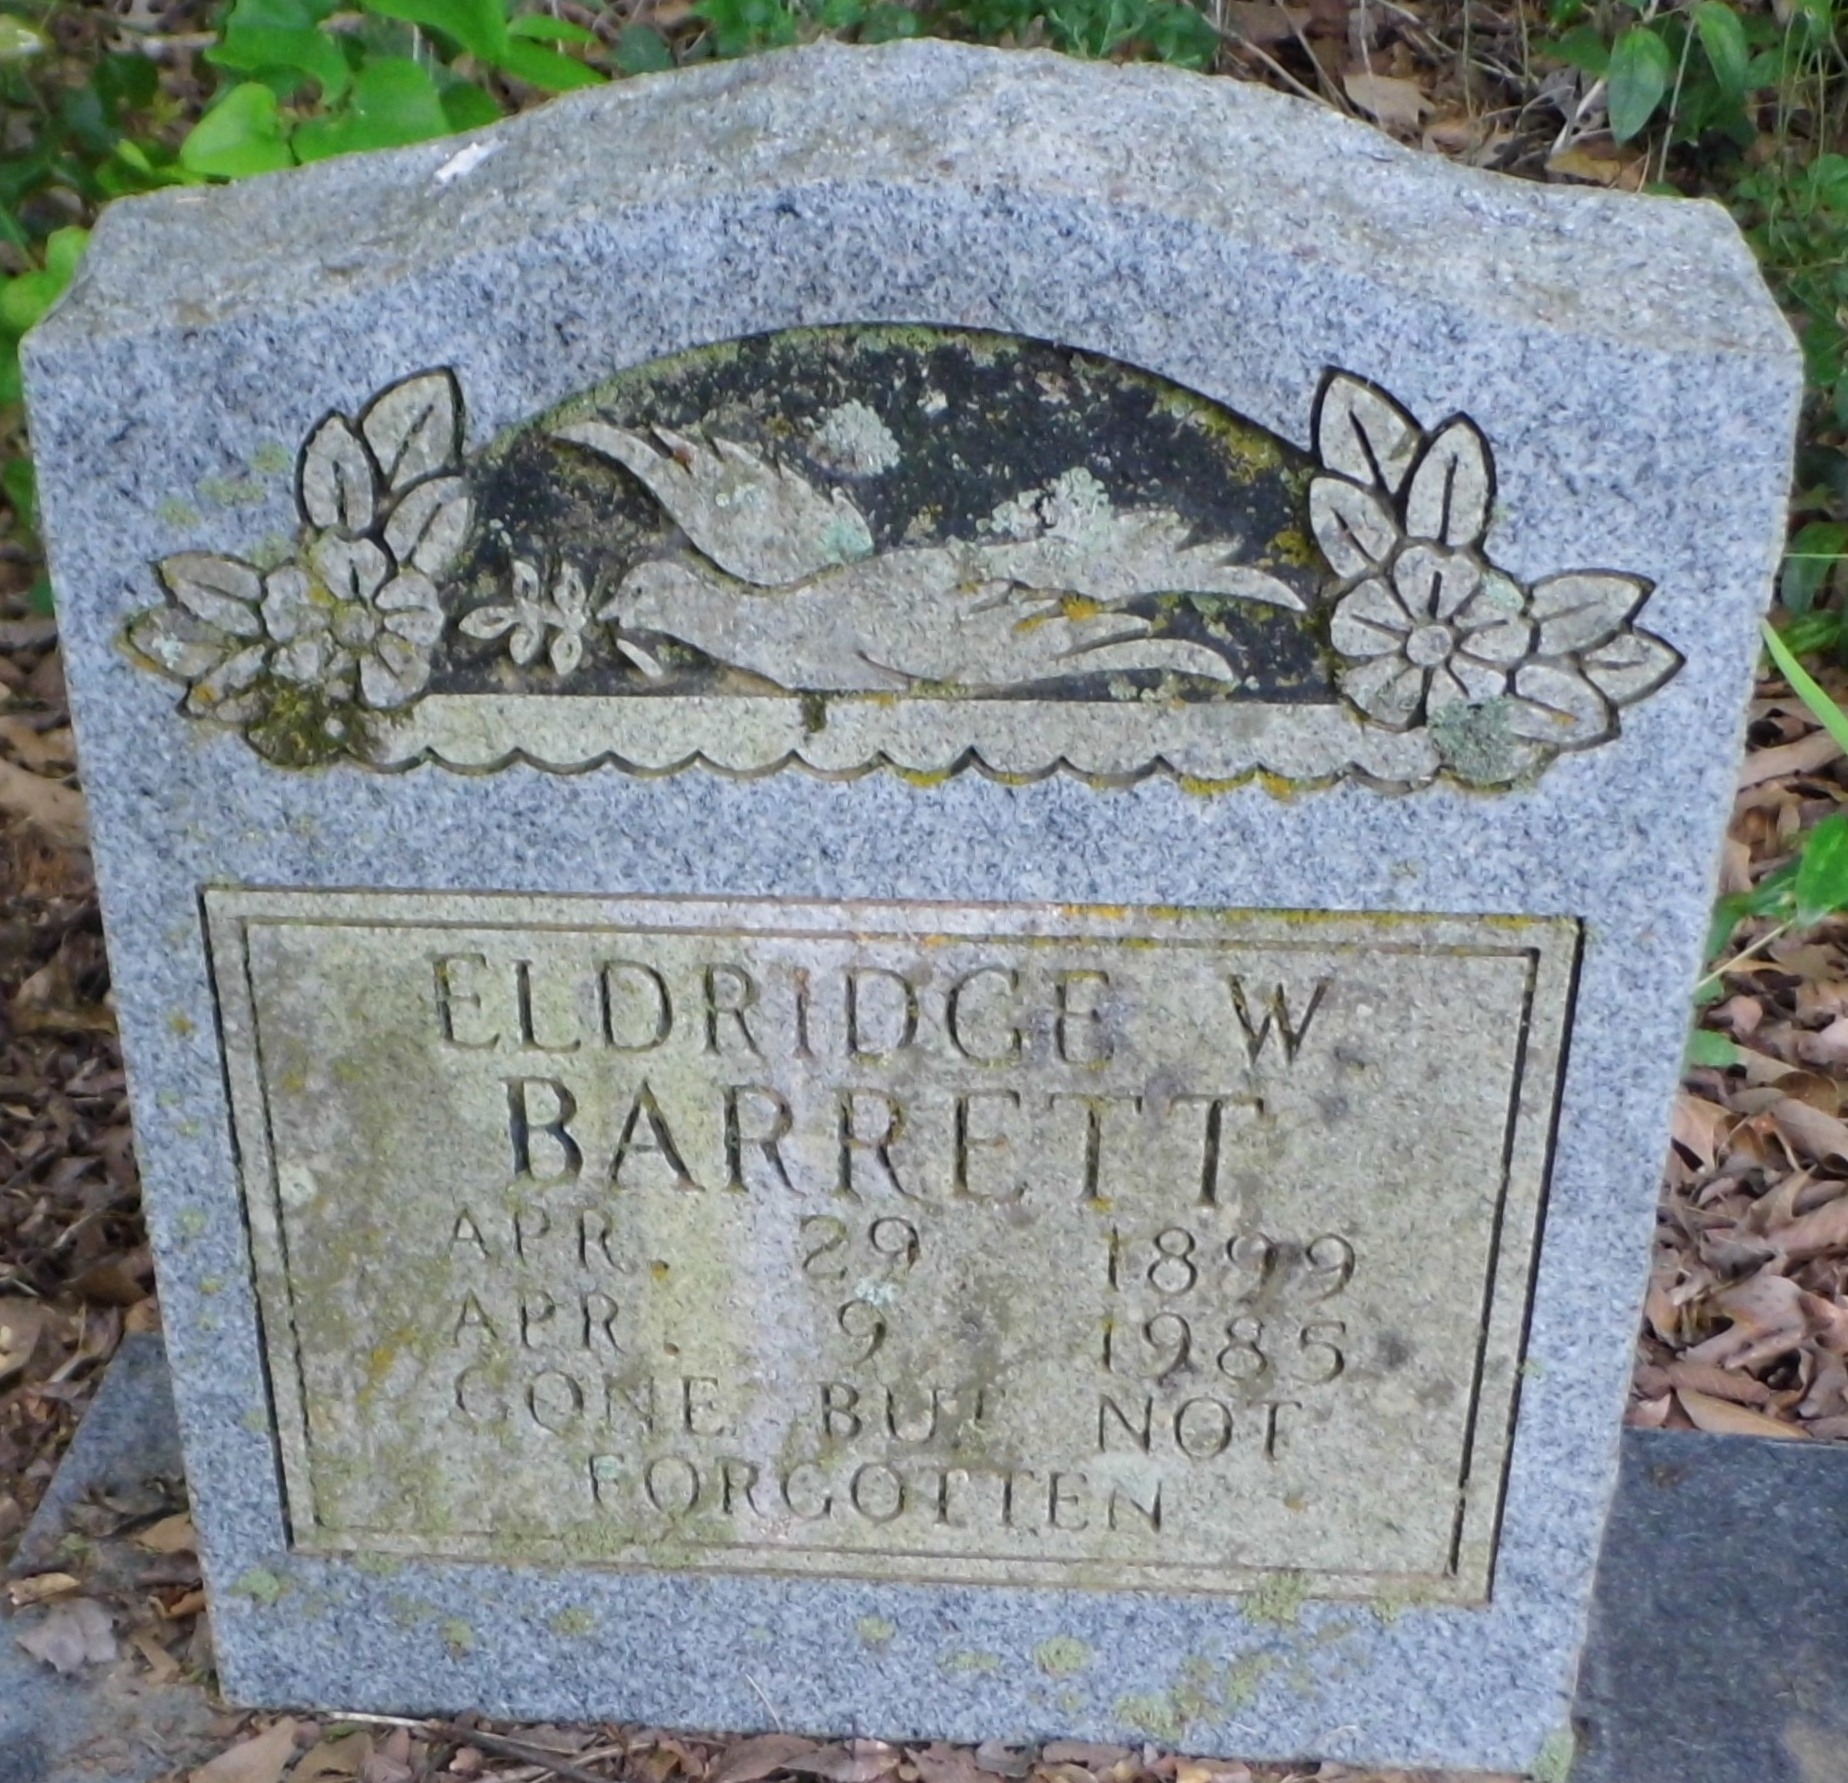 ELDRIDGE W.
BARRETT
APR. 29 1899
APR. 9 1985
GONE BUT NOT
FORGOTTEN